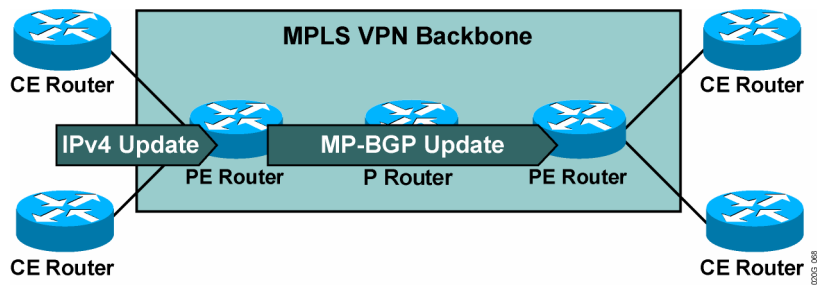 MPLS VPN Backbone
CE Router
CE Router
IPv4 Update
MP-BGP Update
PE Router
P Router
PE Router
CE Router
CE Router
020G_068